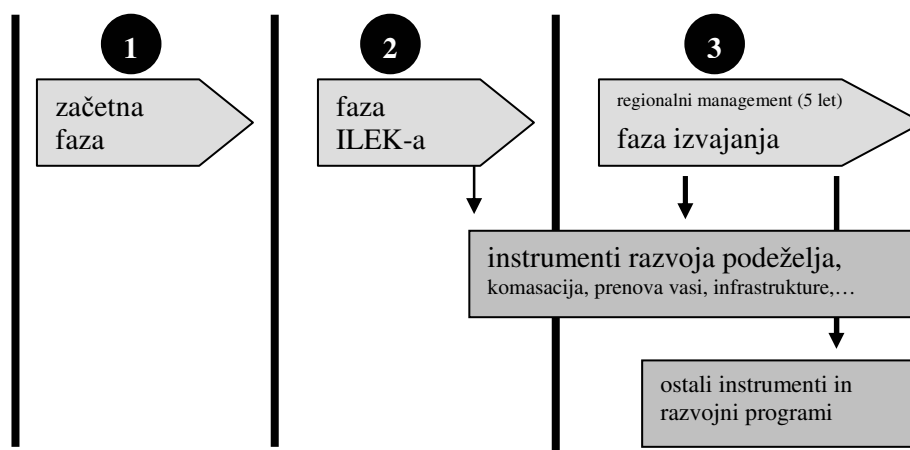 1
2
3
začetna
faza
faza
ILEK-a
regionalni management (5 let)
faza izvajanja
instrumenti razvoja podeželja,
komasacija, prenova vasi, infrastrukture,…
ostali instrumenti in
razvojni programi